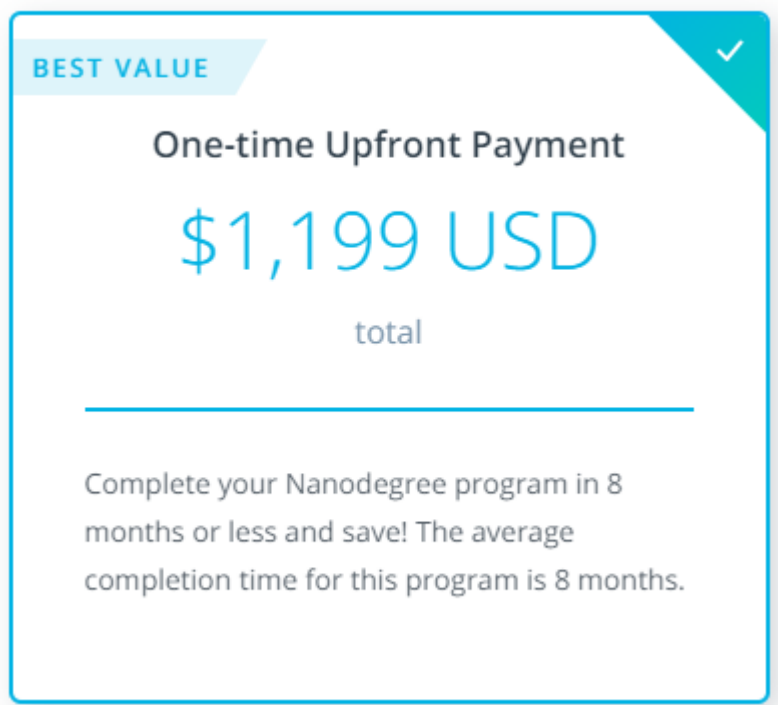 BEST VALUE
One-time Upfront Payment
$1,199 USD
total
Complete your Nanodegree program in 8
months or less and save! The average
completion time for this program is 8 months.